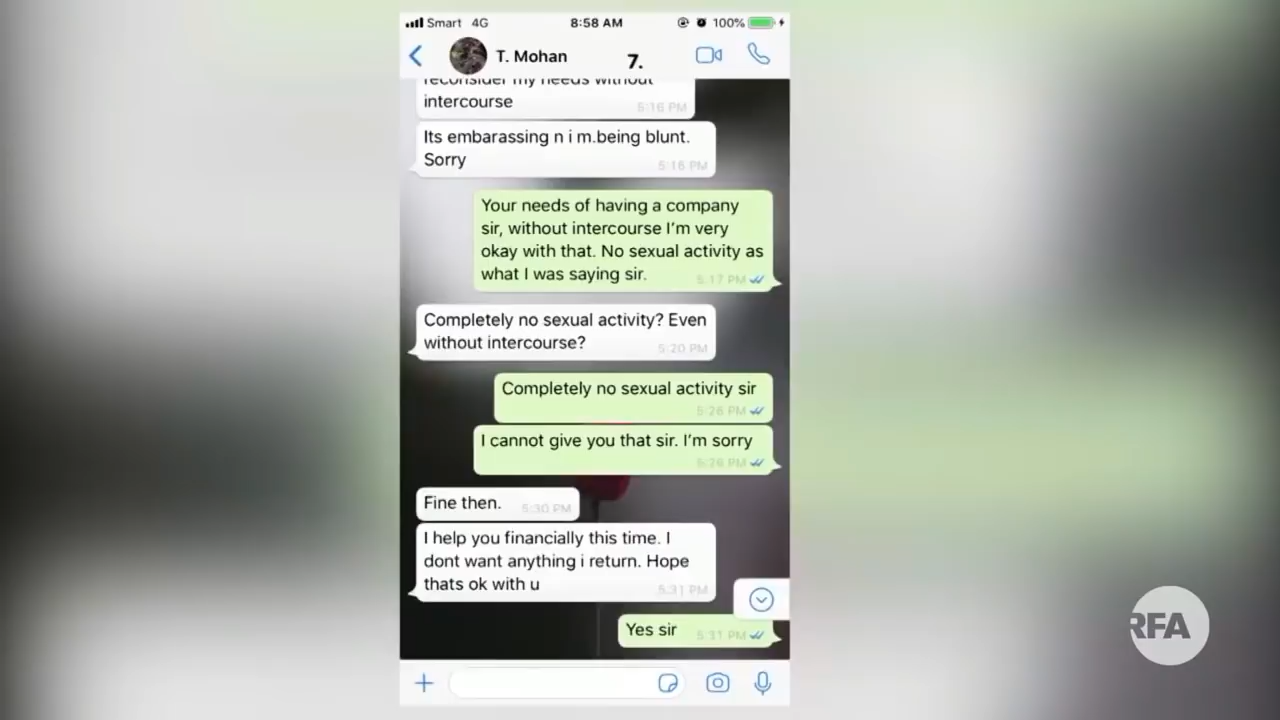 Smart 4G 8:58 AM 100%
T. Mohan 7.
reconsider my needs without
intercourse
5:16 PM
Its embarassing n i m.being blunt.
Sorry
5:16 PM
Your needs of having a company
sir, without intercourse I'm very
okay with that. No sexual activity as
what I was saying sir.
5:17 PM
Completely no sexual activity? Even
without intercourse?
5:20 PM
Completely no sexual activity sir
5:26 PM
I cannot give you that sir. I'm sorry
5:26 PM
Fine then.
5:30 PM
I help you financially this time. I
dont want anything i return. Hope
thats ok with u
5:31 PM
Yes sir
5:31 PM
RFA